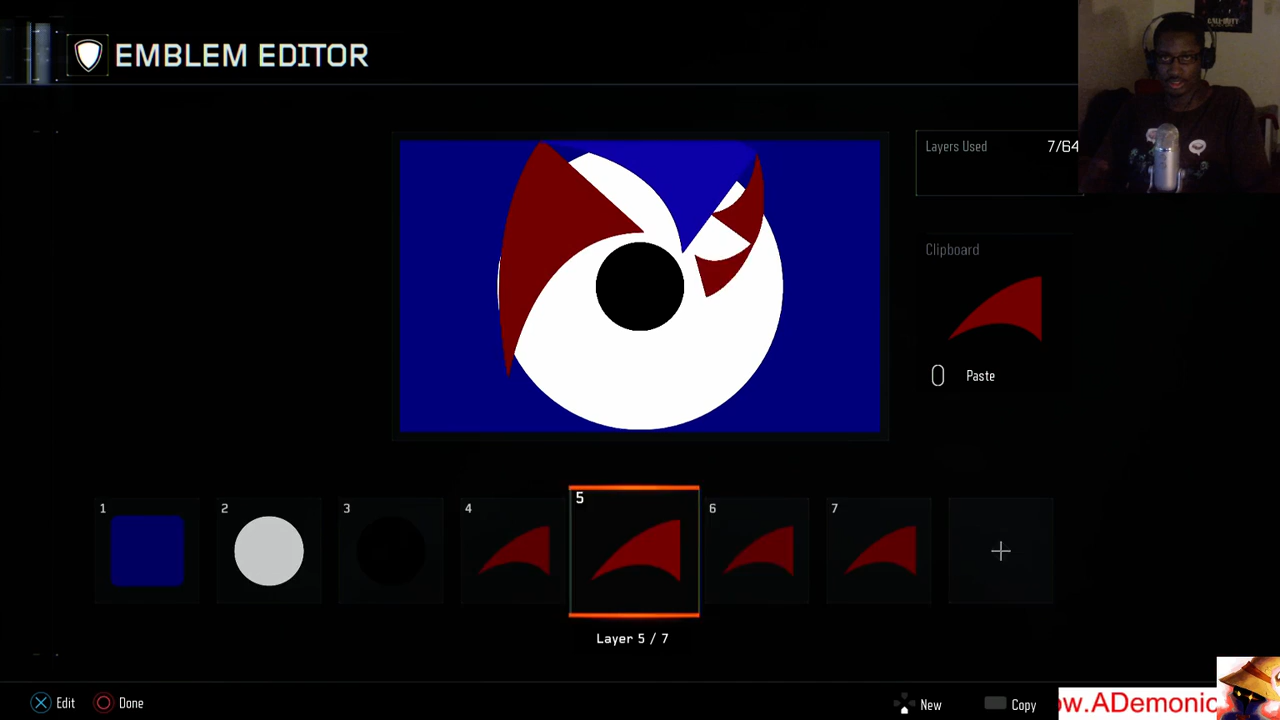 EMBLEM EDITOR
Layers Used 7/64
Clipboard
Paste
1 2 3 4 5 6 7
Layer 5 / 7
Edit Done New Copy
ow.ADemonic